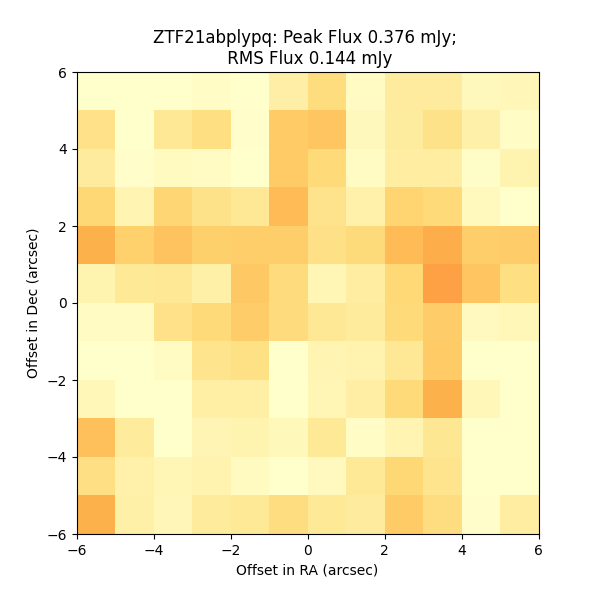 ZTF21abplypq: Peak Flux 0.376 mJy;
RMS Flux 0.144 mJy
6
4
2
0
−2
−4
−6
Offset in Dec (arcsec)
−6 −4 −2 0 2 4 6
Offset in RA (arcsec)